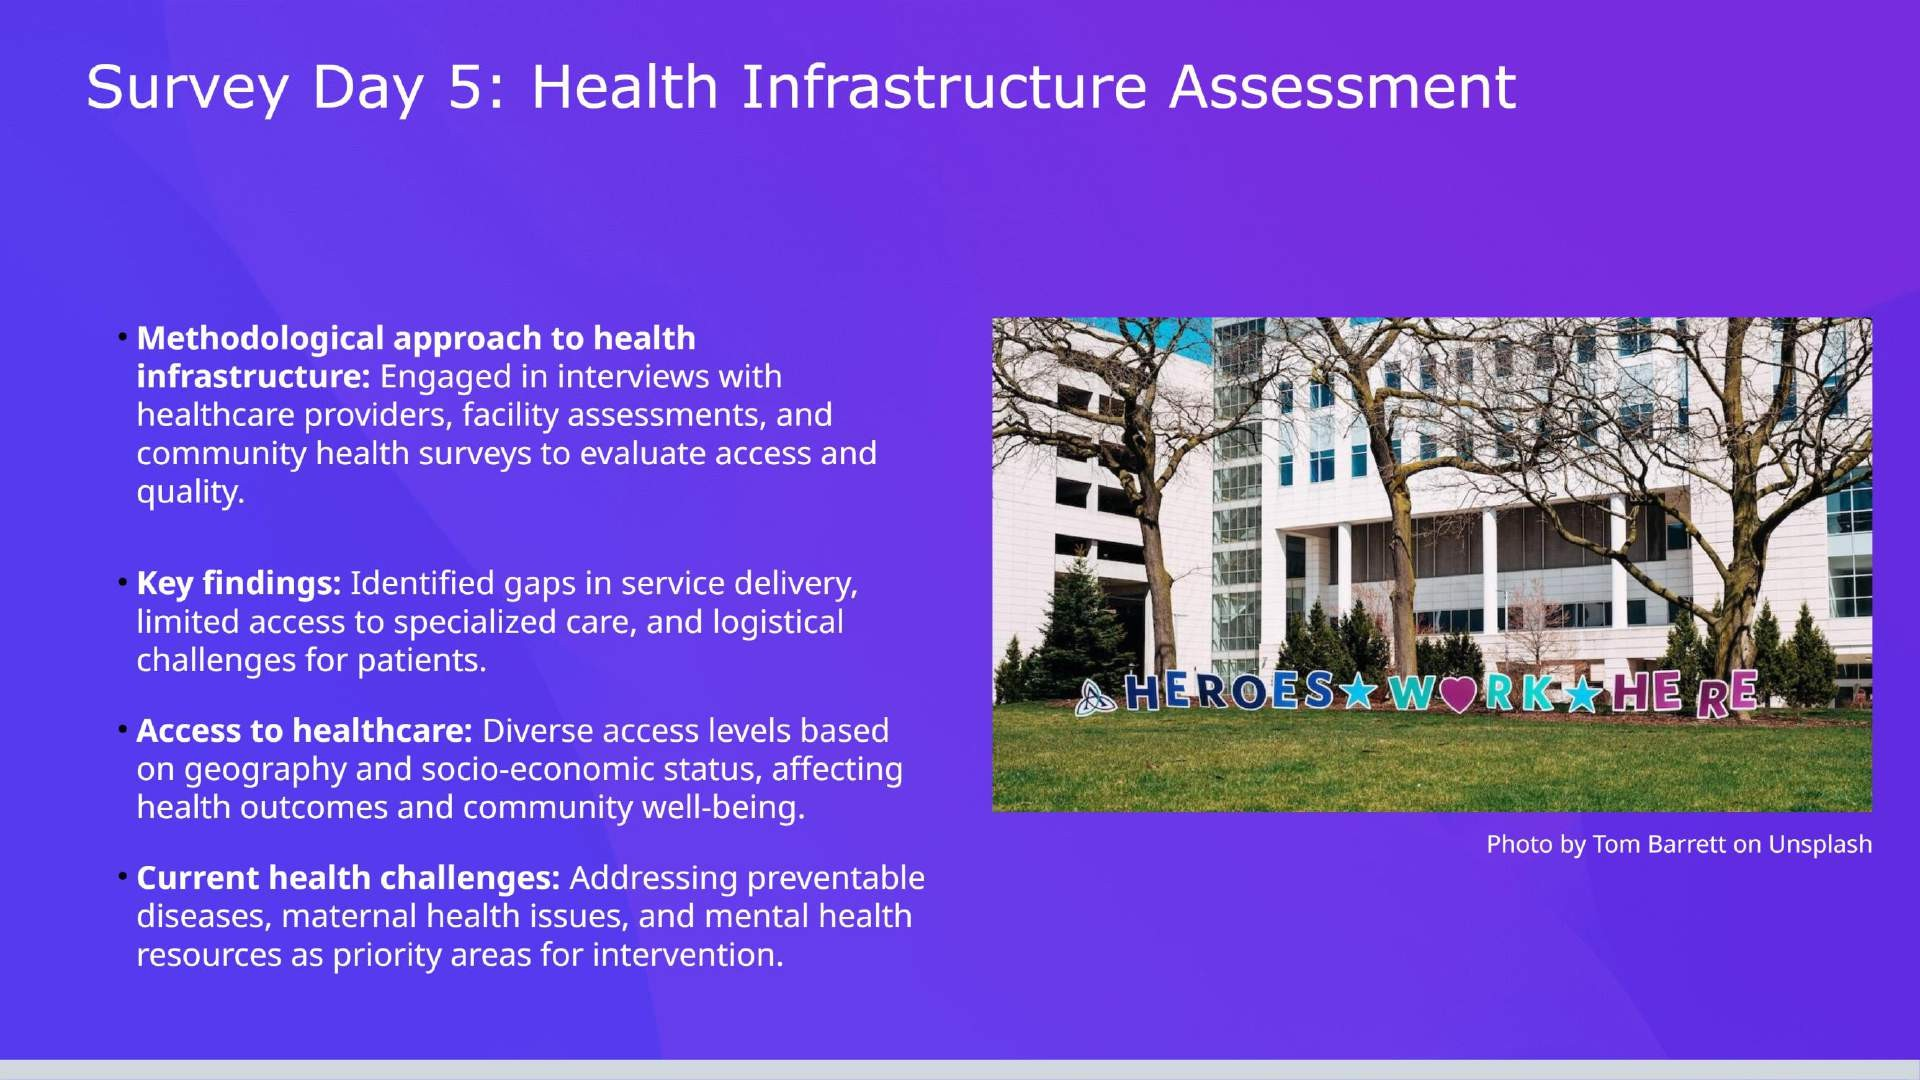 Survey Day 5: Health Infrastructure Assessment
• Methodological approach to health
infrastructure: Engaged in interviews with
healthcare providers, facility assessments, and
community health surveys to evaluate access and
quality.
• Key findings: Identified gaps in service delivery,
limited access to specialized care, and logistical
challenges for patients.
• Access to healthcare: Diverse access levels based
on geography and socio-economic status, affecting
health outcomes and community well-being.
• Current health challenges: Addressing preventable
diseases, maternal health issues, and mental health
resources as priority areas for intervention.
HEROES★W♥RK★HERE
Photo by Tom Barrett on Unsplash